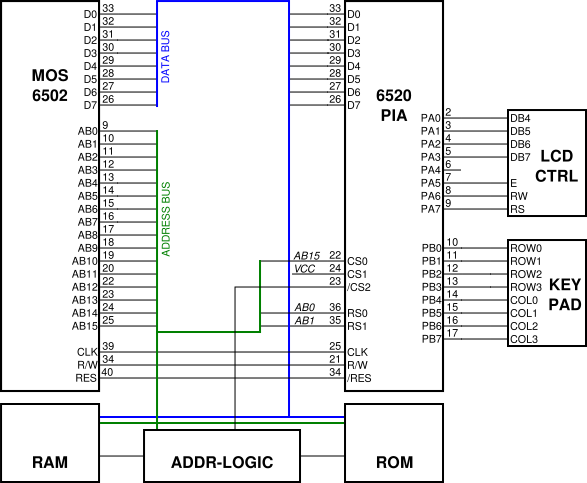 MOS
6502
D0 33
D1 32
D2 31
D3 30
D4 29
D5 28
D6 27
D7 26
AB0 9
AB1 10
AB2 11
AB3 12
AB4 13
AB5 14
AB6 15
AB7 16
AB8 17
AB9 18
AB10 19
AB11 20
AB12 22
AB13 23
AB14 24
AB15 25
CLK 39
R/W 34
RES 40
DATA BUS
ADDRESS BUS
33 D0
32 D1
31 D2
30 D3
29 D4
28 D5
27 D6
26 D7
AB15 22 CS0
VCC 24 CS1
23 /CS2
AB0 36 RS0
AB1 35 RS1
25 CLK
21 R/W
34 /RES
6520
PIA
PA0 2 DB4
PA1 3 DB5
PA2 4 DB6
PA3 5 DB7
PA4 6
PA5 7 E
PA6 8 RW
PA7 9 RS
LCD
CTRL
PB0 10 ROW0
PB1 11 ROW1
PB2 12 ROW2
PB3 13 ROW3
PB4 14 COL0
PB5 15 COL1
PB6 16 COL2
PB7 17 COL3
KEY
PAD
RAM
ADDR-LOGIC
ROM